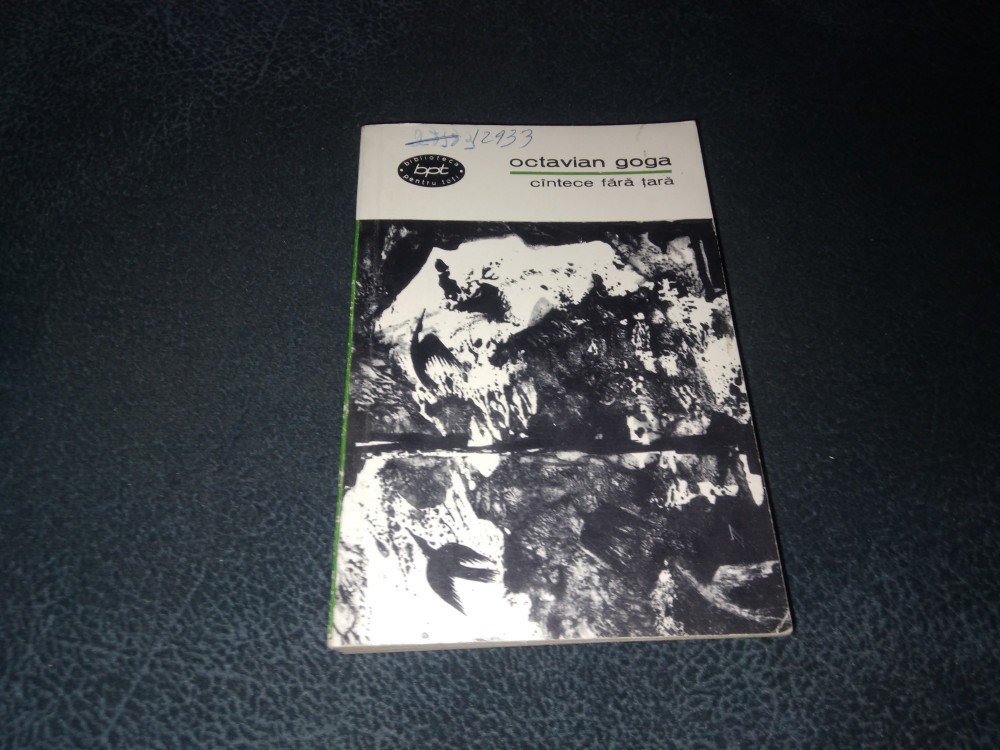 12933
biblioteca
bpt
pentru toți
octavian goga
cîntece fără țară